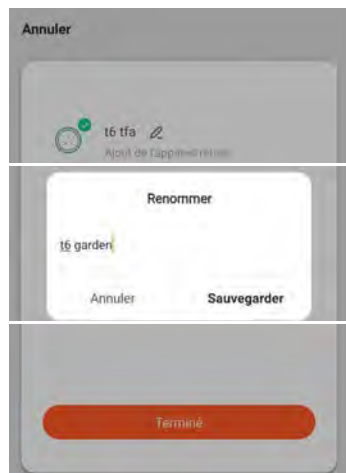 Annuler
t6 tfa
Ajout de l'appareil réussi
Renommer
t6 garden
Annuler
Sauvegarder
Terminé